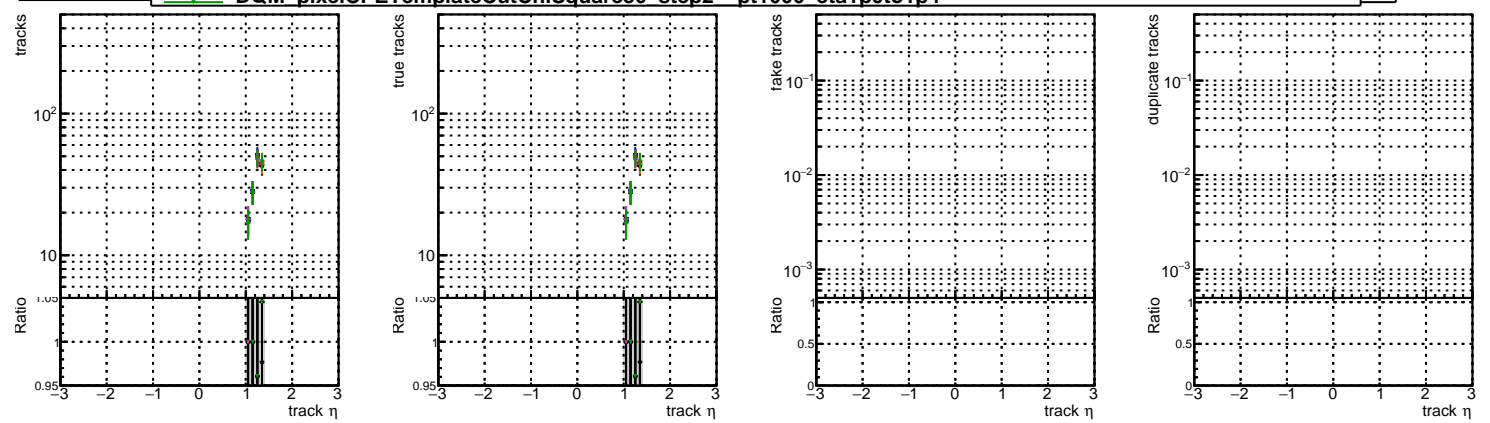 tracks
10²
10
Ratio
1.05
1
0.95
−3 −2 −1 0 1 2 3
track η
true tracks
10²
10
Ratio
1.05
1
0.95
−3 −2 −1 0 1 2 3
track η
fake tracks
10⁻¹
10⁻²
10⁻³
Ratio
1
0.5
0
−3 −2 −1 0 1 2 3
track η
duplicate tracks
10⁻¹
10⁻²
10⁻³
Ratio
1
0.5
0
−3 −2 −1 0 1 2 3
track η